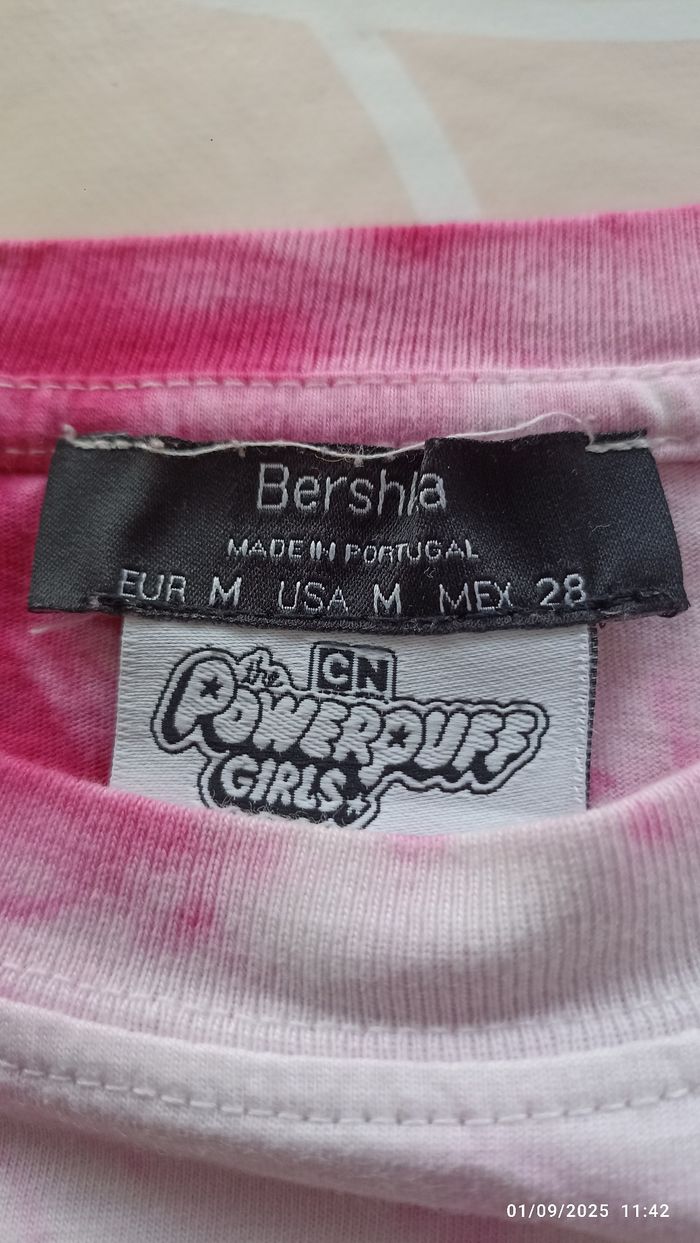 Bershka
MADE IN PORTUGAL
EUR M USA M MEX 28
CN
the
POWERPUFF
GIRLS
01/09/2025 11:42